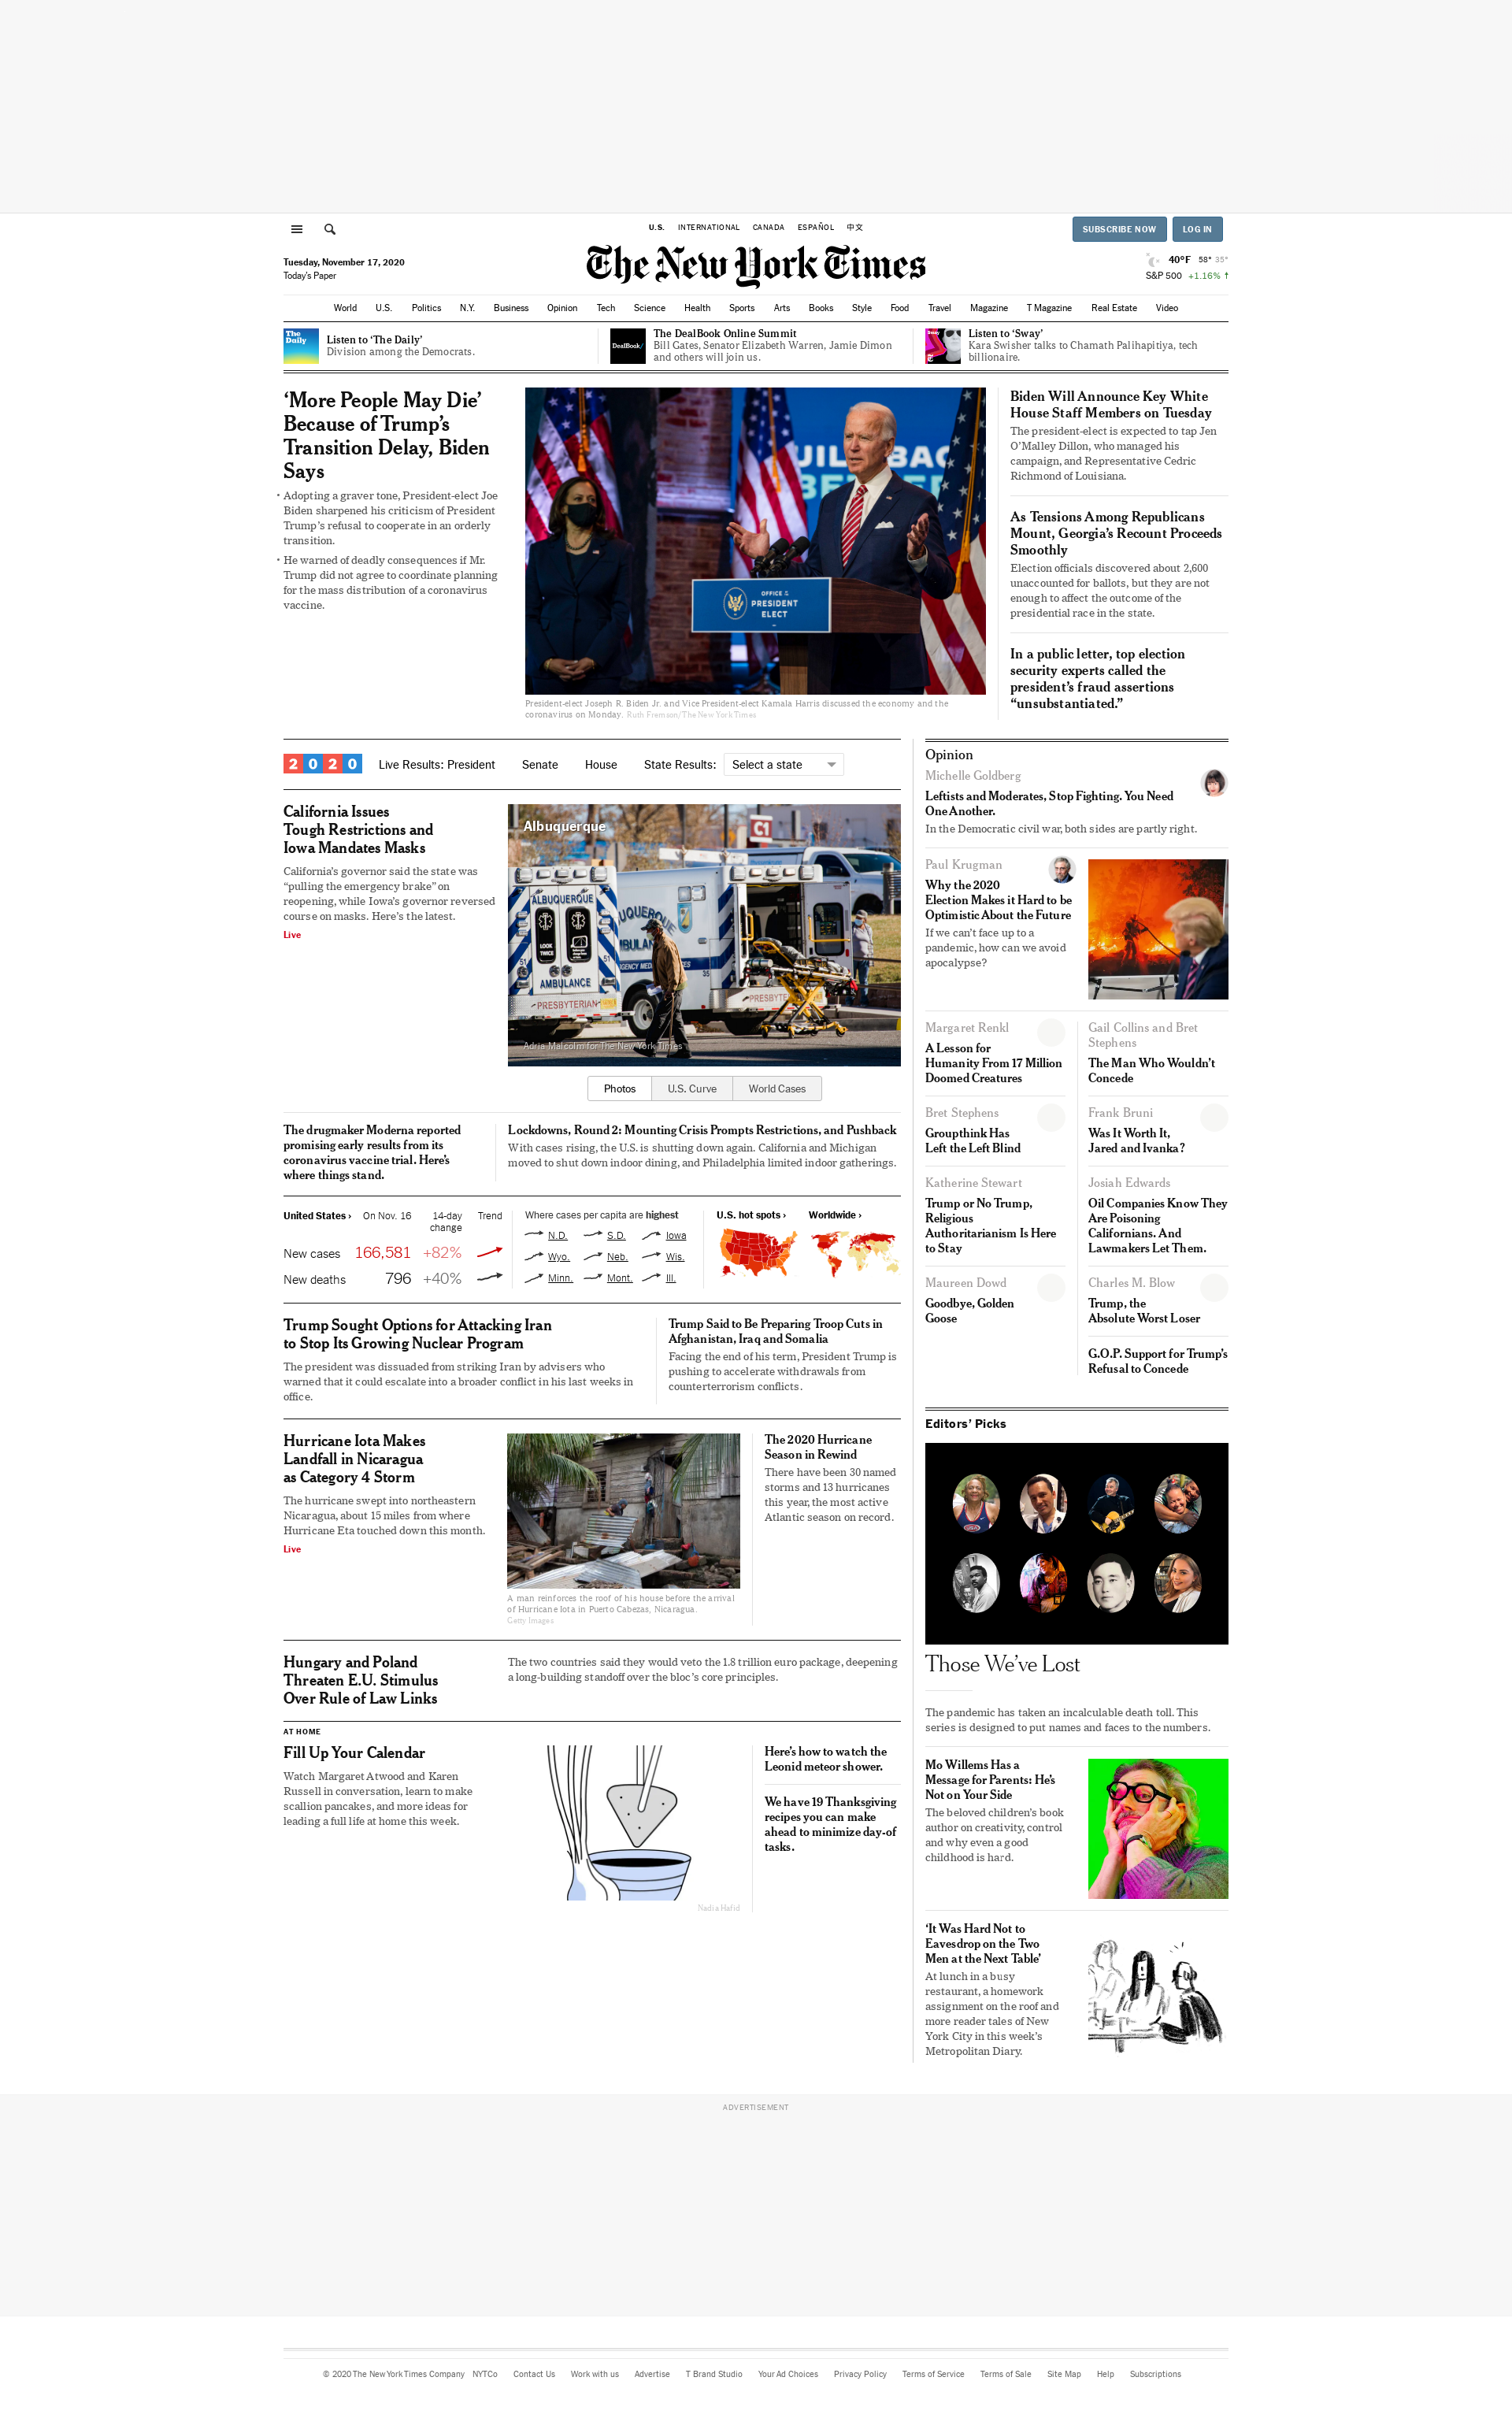 U.S. INTERNATIONAL CANADA ESPAÑOL 中文
SUBSCRIBE NOW LOG IN
Tuesday, November 17, 2020
Today's Paper
The New York Times
40°F 58° 35°
S&P 500 +1.16% ↑
World U.S. Politics N.Y. Business Opinion Tech Science Health Sports Arts Books Style Food Travel Magazine T Magazine Real Estate Video
The
Daily
Listen to ‘The Daily’
Division among the Democrats.
DealBook/
The DealBook Online Summit
Bill Gates, Senator Elizabeth Warren, Jamie Dimon
and others will join us.
Sway
Listen to ‘Sway’
Kara Swisher talks to Chamath Palihapitiya, tech
billionaire.
‘More People May Die’
Because of Trump’s
Transition Delay, Biden
Says
• Adopting a graver tone, President-elect Joe
Biden sharpened his criticism of President
Trump’s refusal to cooperate in an orderly
transition.
• He warned of deadly consequences if Mr.
Trump did not agree to coordinate planning
for the mass distribution of a coronavirus
vaccine.
UILD BAC
BETTER
OFFICE OF THE
PRESIDENT
ELECT
President-elect Joseph R. Biden Jr. and Vice President-elect Kamala Harris discussed the economy and the
coronavirus on Monday. Ruth Fremson/The New York Times
Biden Will Announce Key White
House Staff Members on Tuesday
The president-elect is expected to tap Jen
O’Malley Dillon, who managed his
campaign, and Representative Cedric
Richmond of Louisiana.
As Tensions Among Republicans
Mount, Georgia’s Recount Proceeds
Smoothly
Election officials discovered about 2,600
unaccounted for ballots, but they are not
enough to affect the outcome of the
presidential race in the state.
In a public letter, top election
security experts called the
president’s fraud assertions
“unsubstantiated.”
2020 Live Results: President Senate House State Results: Select a state
California Issues
Tough Restrictions and
Iowa Mandates Masks
California’s governor said the state was
“pulling the emergency brake” on
reopening, while Iowa’s governor reversed
course on masks. Here’s the latest.
Live
Albuquerque
C1
ALBUQUERQUE
UQUERQUE
LOOK
TWICE
AMBULANCE
PRESBYTERIAN
AMBULAN
EMERGENCY MEDICAL SERVICES
35
51
PRESBYTE
Adria Malcolm for The New York Times
Photos U.S. Curve World Cases
The drugmaker Moderna reported
promising early results from its
coronavirus vaccine trial. Here’s
where things stand.
Lockdowns, Round 2: Mounting Crisis Prompts Restrictions, and Pushback
With cases rising, the U.S. is shutting down again. California and Michigan
moved to shut down indoor dining, and Philadelphia limited indoor gatherings.
United States › On Nov. 16 14-day
change Trend
New cases 166,581 +82%
New deaths 796 +40%
Where cases per capita are highest
N.D. S.D. Iowa
Wyo. Neb. Wis.
Minn. Mont. Ill.
U.S. hot spots › Worldwide ›
Trump Sought Options for Attacking Iran
to Stop Its Growing Nuclear Program
The president was dissuaded from striking Iran by advisers who
warned that it could escalate into a broader conflict in his last weeks in
office.
Trump Said to Be Preparing Troop Cuts in
Afghanistan, Iraq and Somalia
Facing the end of his term, President Trump is
pushing to accelerate withdrawals from
counterterrorism conflicts.
Hurricane Iota Makes
Landfall in Nicaragua
as Category 4 Storm
The hurricane swept into northeastern
Nicaragua, about 15 miles from where
Hurricane Eta touched down this month.
Live
A man reinforces the roof of his house before the arrival
of Hurricane Iota in Puerto Cabezas, Nicaragua.
Getty Images
The 2020 Hurricane
Season in Rewind
There have been 30 named
storms and 13 hurricanes
this year, the most active
Atlantic season on record.
Hungary and Poland
Threaten E.U. Stimulus
Over Rule of Law Links
The two countries said they would veto the 1.8 trillion euro package, deepening
a long-building standoff over the bloc’s core principles.
AT HOME
Fill Up Your Calendar
Watch Margaret Atwood and Karen
Russell in conversation, learn to make
scallion pancakes, and more ideas for
leading a full life at home this week.
Nadia Hafid
Here’s how to watch the
Leonid meteor shower.
We have 19 Thanksgiving
recipes you can make
ahead to minimize day-of
tasks.
Opinion
Michelle Goldberg
Leftists and Moderates, Stop Fighting. You Need
One Another.
In the Democratic civil war, both sides are partly right.
Paul Krugman
Why the 2020
Election Makes it Hard to be
Optimistic About the Future
If we can’t face up to a
pandemic, how can we avoid
apocalypse?
Margaret Renkl
A Lesson for
Humanity From 17 Million
Doomed Creatures
Gail Collins and Bret
Stephens
The Man Who Wouldn’t
Concede
Bret Stephens
Groupthink Has
Left the Left Blind
Frank Bruni
Was It Worth It,
Jared and Ivanka?
Katherine Stewart
Trump or No Trump,
Religious
Authoritarianism Is Here
to Stay
Josiah Edwards
Oil Companies Know They
Are Poisoning
Californians. And
Lawmakers Let Them.
Maureen Dowd
Goodbye, Golden
Goose
Charles M. Blow
Trump, the
Absolute Worst Loser
G.O.P. Support for Trump’s
Refusal to Concede
Editors’ Picks
Those We’ve Lost
The pandemic has taken an incalculable death toll. This
series is designed to put names and faces to the numbers.
Mo Willems Has a
Message for Parents: He’s
Not on Your Side
The beloved children’s book
author on creativity, control
and why even a good
childhood is hard.
‘It Was Hard Not to
Eavesdrop on the Two
Men at the Next Table’
At lunch in a busy
restaurant, a homework
assignment on the roof and
more reader tales of New
York City in this week’s
Metropolitan Diary.
ADVERTISEMENT
© 2020 The New York Times Company NYTCo Contact Us Work with us Advertise T Brand Studio Your Ad Choices Privacy Policy Terms of Service Terms of Sale Site Map Help Subscriptions